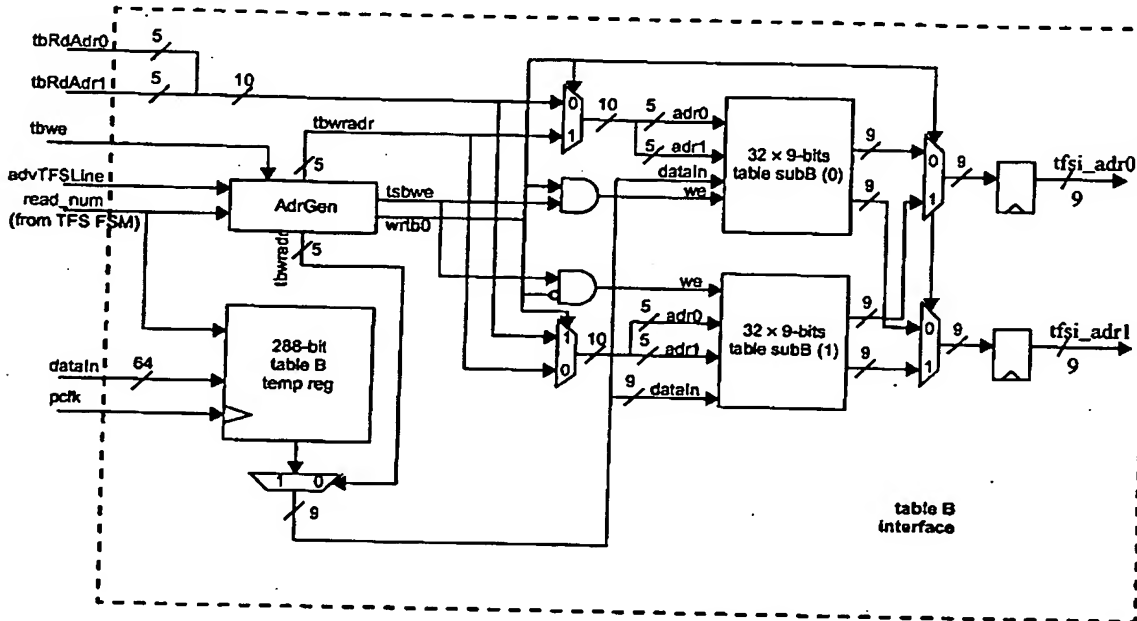 tbRdAdr0
5
tbRdAdr1
5
10
tbwe
tbwradr
5
advTFSLine
read_num
(from TFS FSM)
AdrGen
tsbwe
wrtb0
tbwradr
5
0
1
10
5
adr0
5
adr1
dataIn
we
32 × 9-bits
table subB (0)
9
9
0
1
9
tfsi_adr0
9
we
5
adr0
1
0
10
5
adr1
9
dataIn
32 × 9-bits
table subB (1)
9
9
0
1
9
tfsi_adr1
9
dataIn
64
pclk
288-bit
table B
temp reg
1 0
9
table B
interface